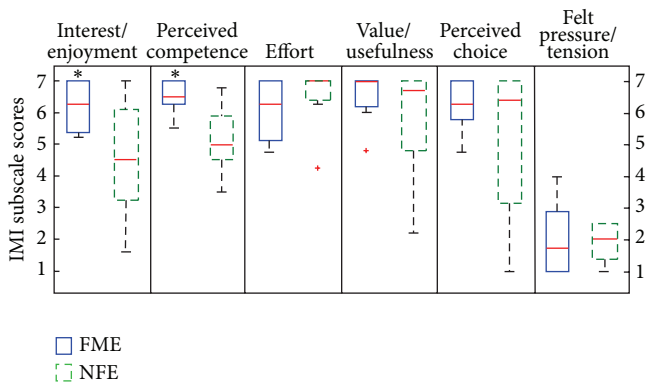 Interest/
enjoyment
Perceived
competence
Effort
Value/
usefulness
Perceived
choice
Felt
pressure/
tension
IMI subscale scores
7
6
5
4
3
2
1
*
*
7
6
5
4
3
2
1
FME
NFE